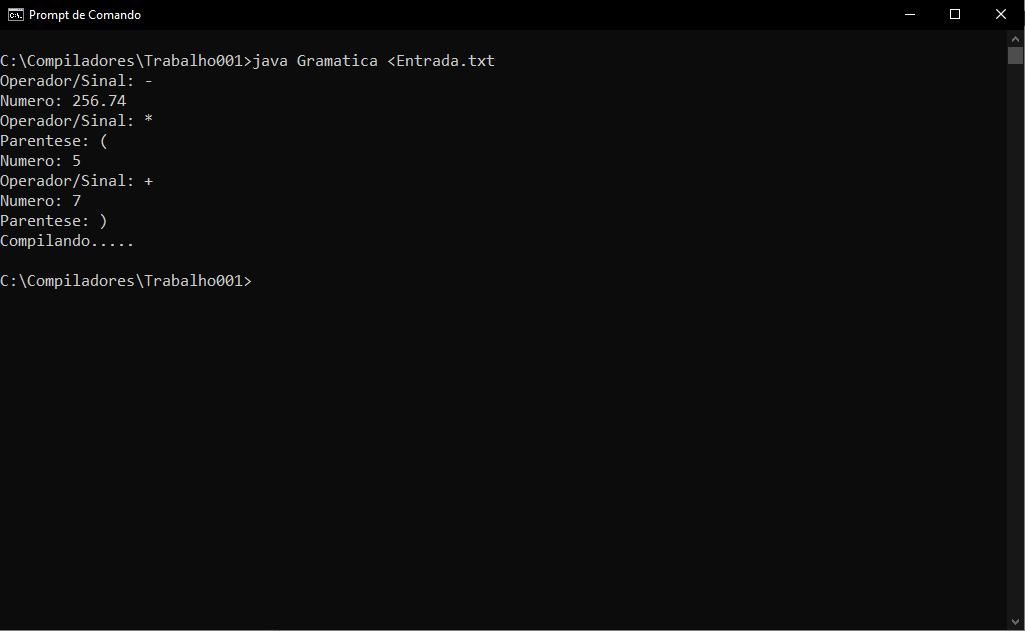 Prompt de Comando
C:\Compiladores\Trabalho001>java Gramatica <Entrada.txt
Operador/Sinal: -
Numero: 256.74
Operador/Sinal: *
Parentese: (
Numero: 5
Operador/Sinal: +
Numero: 7
Parentese: )
Compilando.....
C:\Compiladores\Trabalho001>